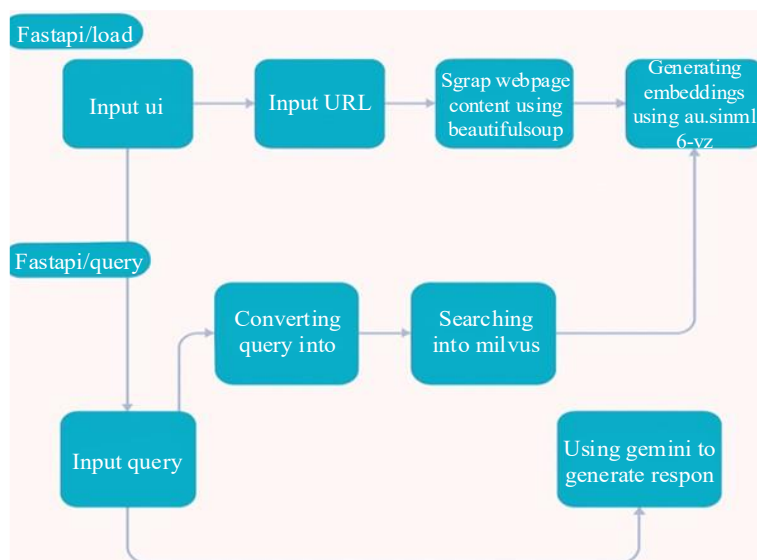 Fastapi/load
Input ui
Input URL
Sgrap webpage
content using
beautifulsoup
Generating
embeddings
using au.sinml
6-vz
Fastapi/query
Converting
query into
Searching
into milvus
Input query
Using gemini to
generate respon